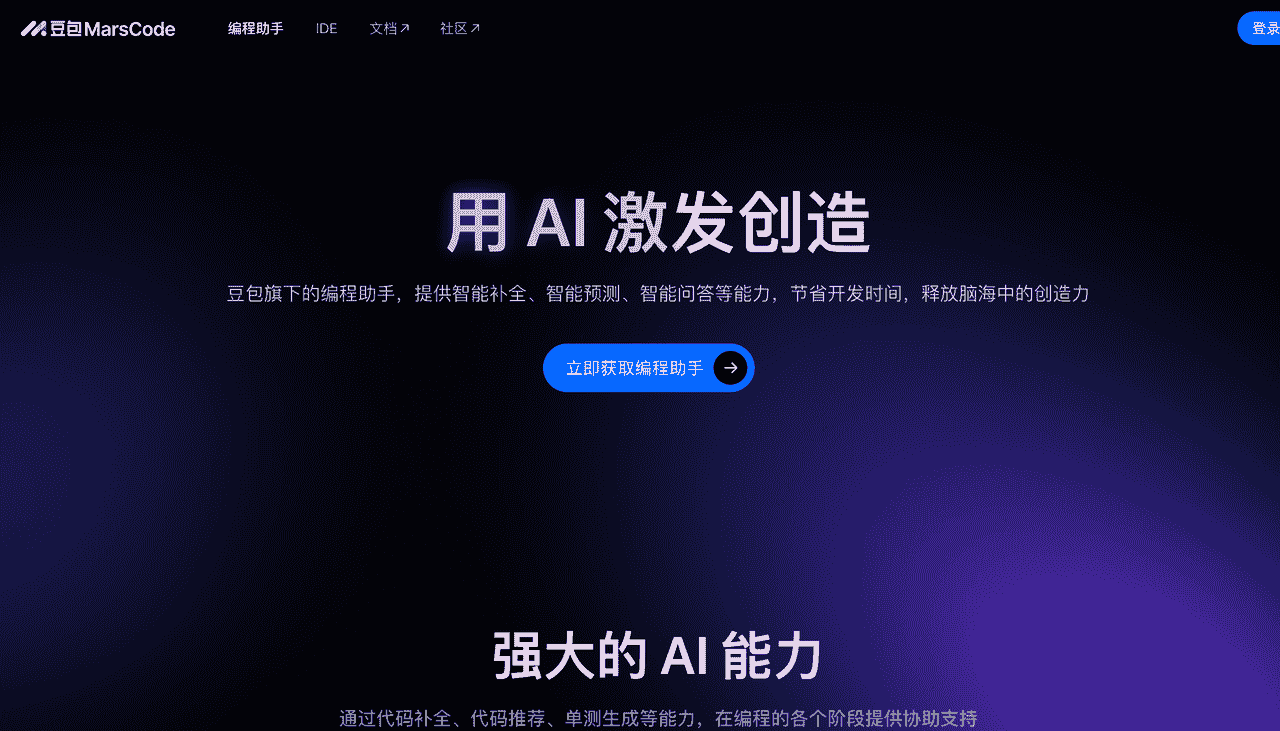 豆包MarsCode 编程助手 IDE 文档 社区 登录
用 AI 激发创造
豆包旗下的编程助手，提供智能补全、智能预测、智能问答等能力，节省开发时间，释放脑海中的创造力
立即获取编程助手
强大的 AI 能力
通过代码补全、代码推荐、单测生成等能力，在编程的各个阶段提供协助支持